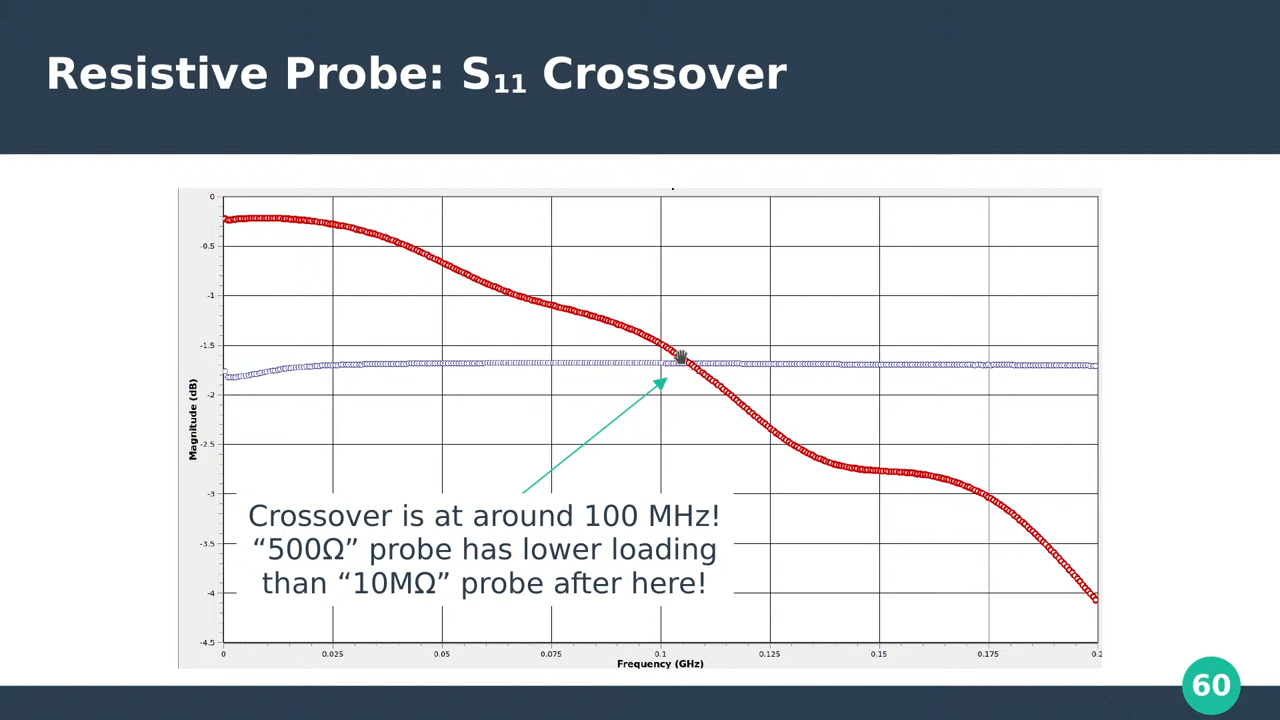 Resistive Probe: S₁₁ Crossover
0
-0.5
-1
-1.5
-2
-2.5
-3
-3.5
-4
-4.5
Magnitude (dB)
Crossover is at around 100 MHz!
“500Ω” probe has lower loading
than “10MΩ” probe after here!
0 0.025 0.05 0.075 0.1 0.125 0.15 0.175 0.2
Frequency (GHz)
60